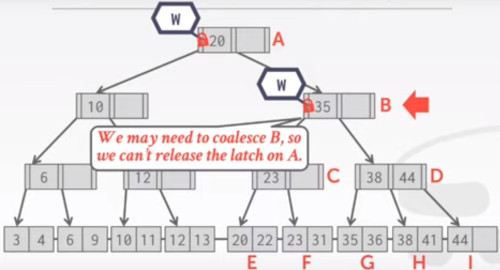 W
20 A
W
10 35 B
We may need to coalesce B, so
we can't release the latch on A.
6 12 23 C 38 44 D
3 4 6 9 10 11 12 13 20 22 23 31 35 36 38 41 44
E F G H I